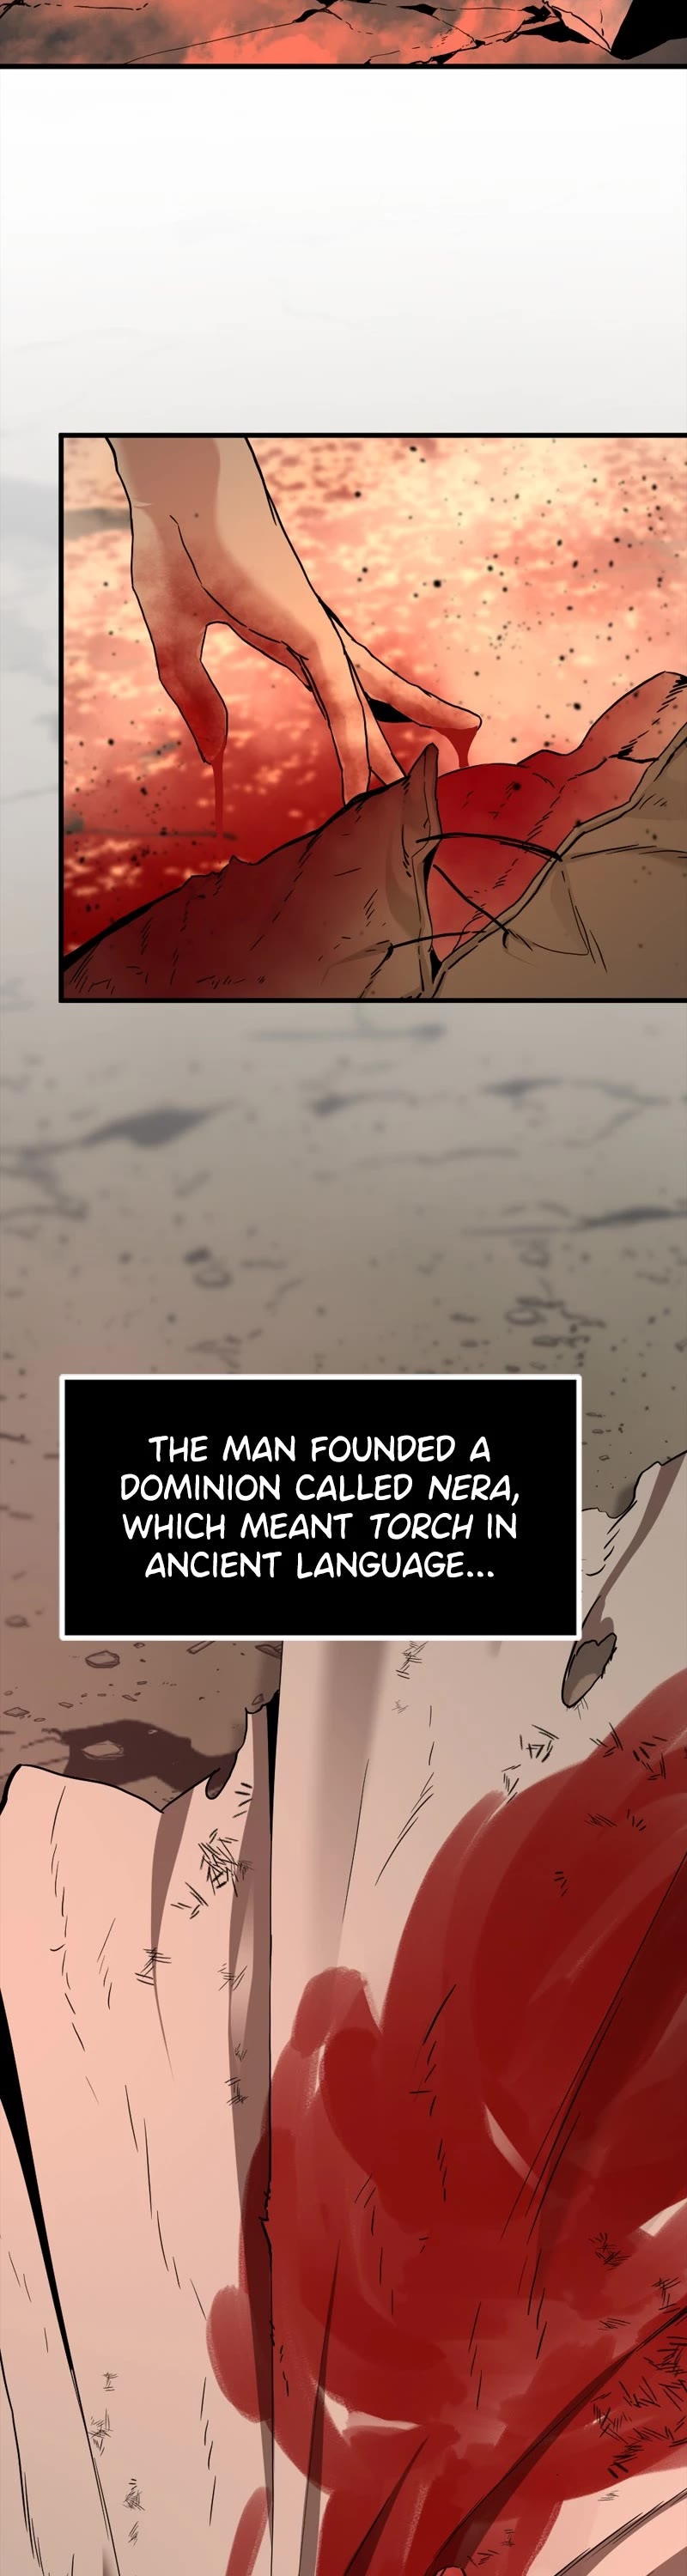 THE MAN FOUNDED A
DOMINION CALLED NERA,
WHICH MEANT TORCH IN
ANCIENT LANGUAGE...